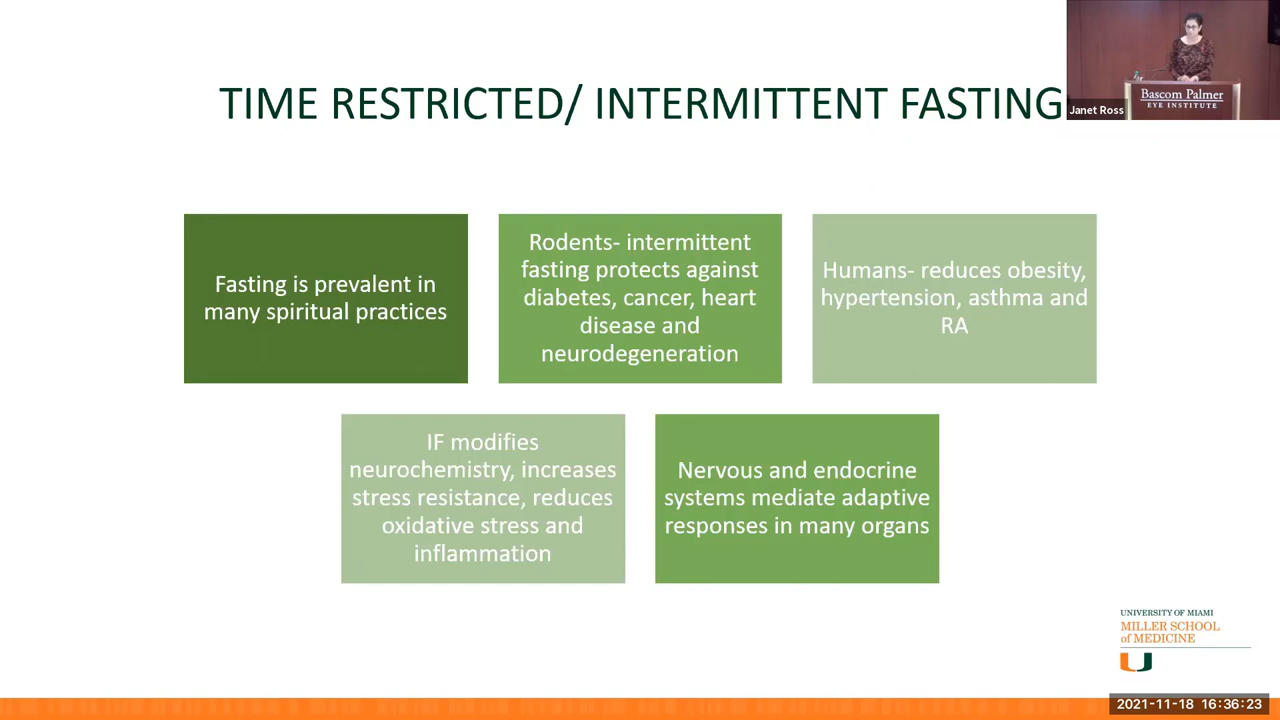 TIME RESTRICTED/ INTERMITTENT FASTING
Janet Ross
Bascom Palmer
EYE INSTITUTE
Fasting is prevalent in
many spiritual practices
Rodents- intermittent
fasting protects against
diabetes, cancer, heart
disease and
neurodegeneration
Humans- reduces obesity,
hypertension, asthma and
RA
IF modifies
neurochemistry, increases
stress resistance, reduces
oxidative stress and
inflammation
Nervous and endocrine
systems mediate adaptive
responses in many organs
UNIVERSITY OF MIAMI
MILLER SCHOOL
of MEDICINE
2021-11-18 16:36:23